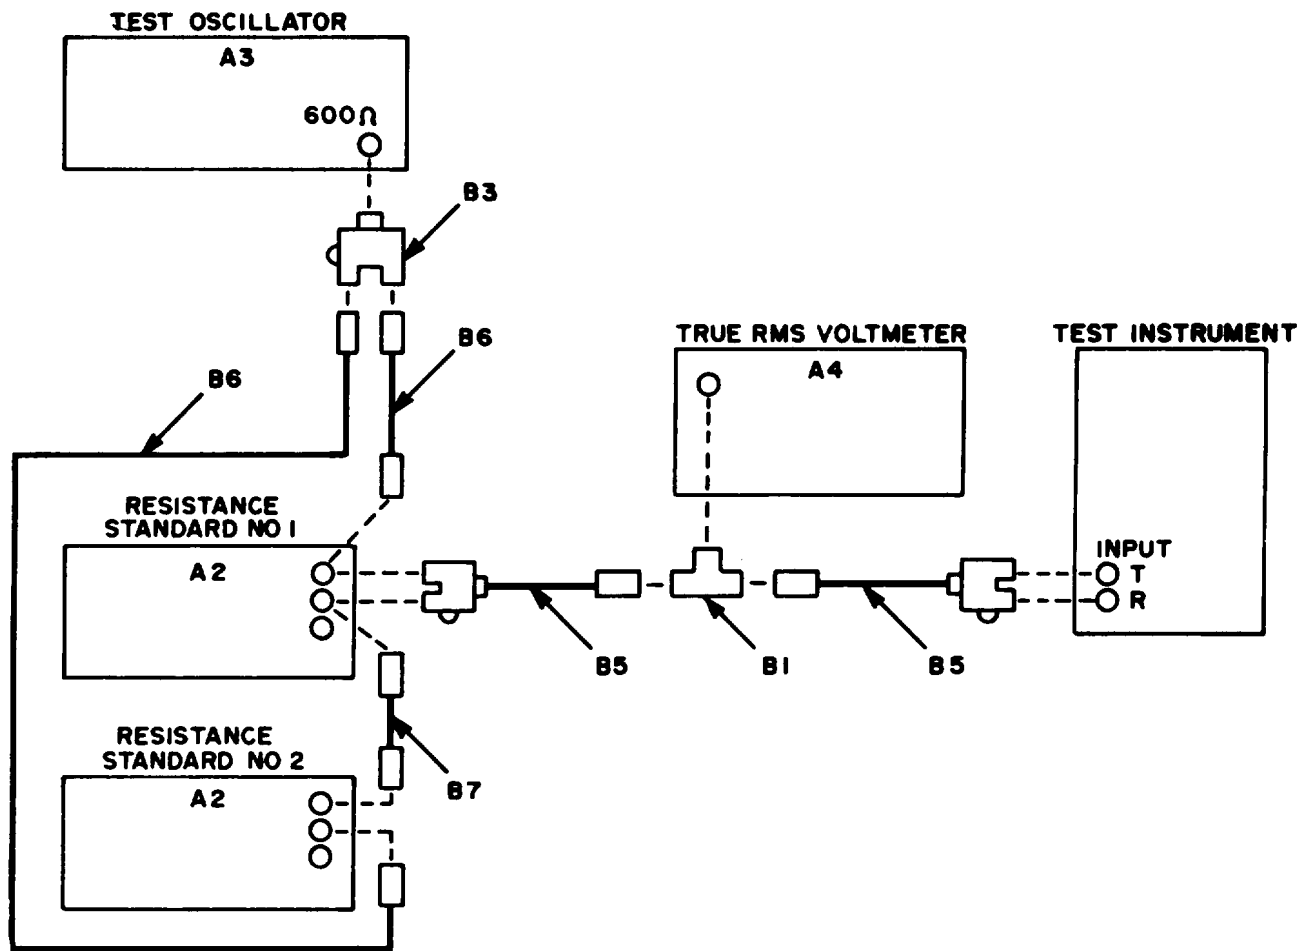 TEST OSCILLATOR
A3
600Ω
B3
B6
B6
TRUE RMS VOLTMETER
A4
TEST INSTRUMENT
INPUT
T
R
RESISTANCE
STANDARD NO 1
A2
B5
B1
B5
RESISTANCE
STANDARD NO 2
A2
B7